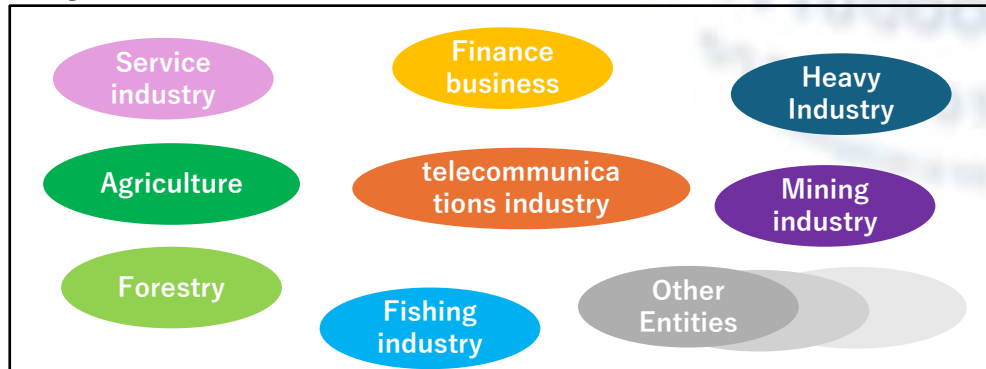 Service
industry
Finance
business
Heavy
Industry
Agriculture
telecommunica
tions industry
Mining
industry
Forestry
Fishing
industry
Other
Entities